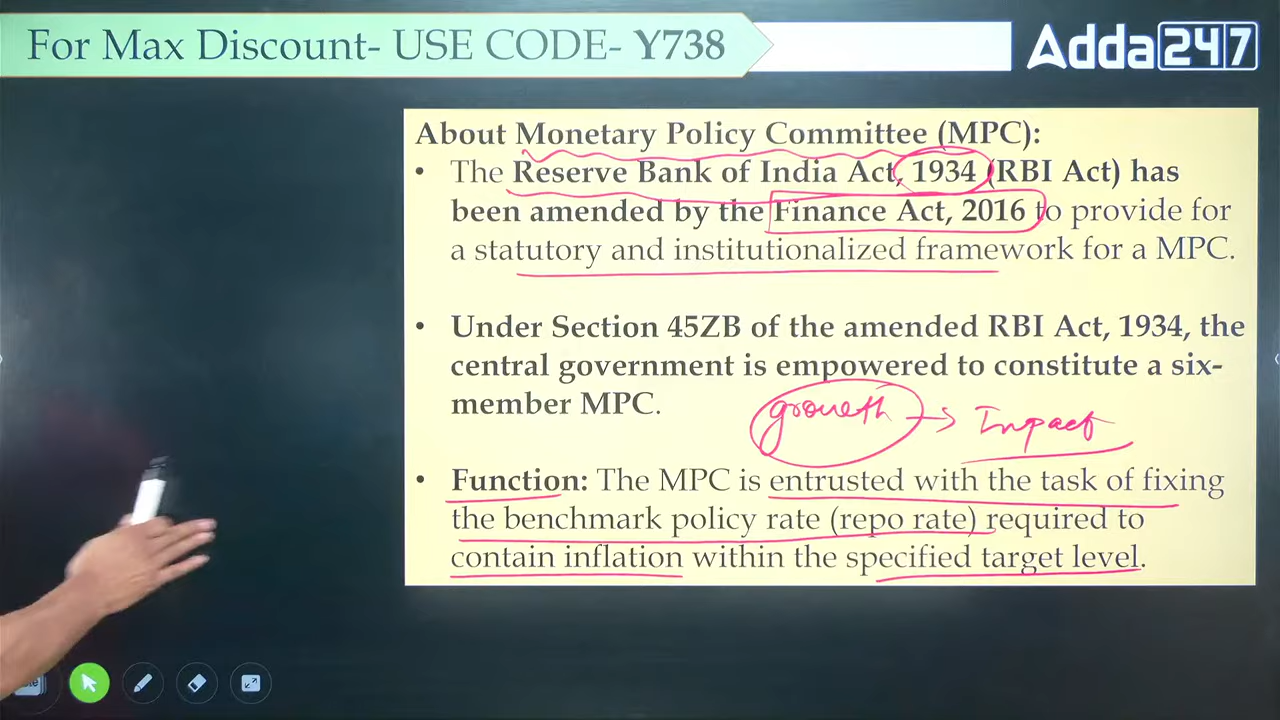 For Max Discount- USE CODE- Y738
Adda247
About Monetary Policy Committee (MPC):
• The Reserve Bank of India Act, 1934 (RBI Act) has
been amended by the Finance Act, 2016 to provide for
a statutory and institutionalized framework for a MPC.
• Under Section 45ZB of the amended RBI Act, 1934, the
central government is empowered to constitute a six-
member MPC.
growth → Impact
• Function: The MPC is entrusted with the task of fixing
the benchmark policy rate (repo rate) required to
contain inflation within the specified target level.